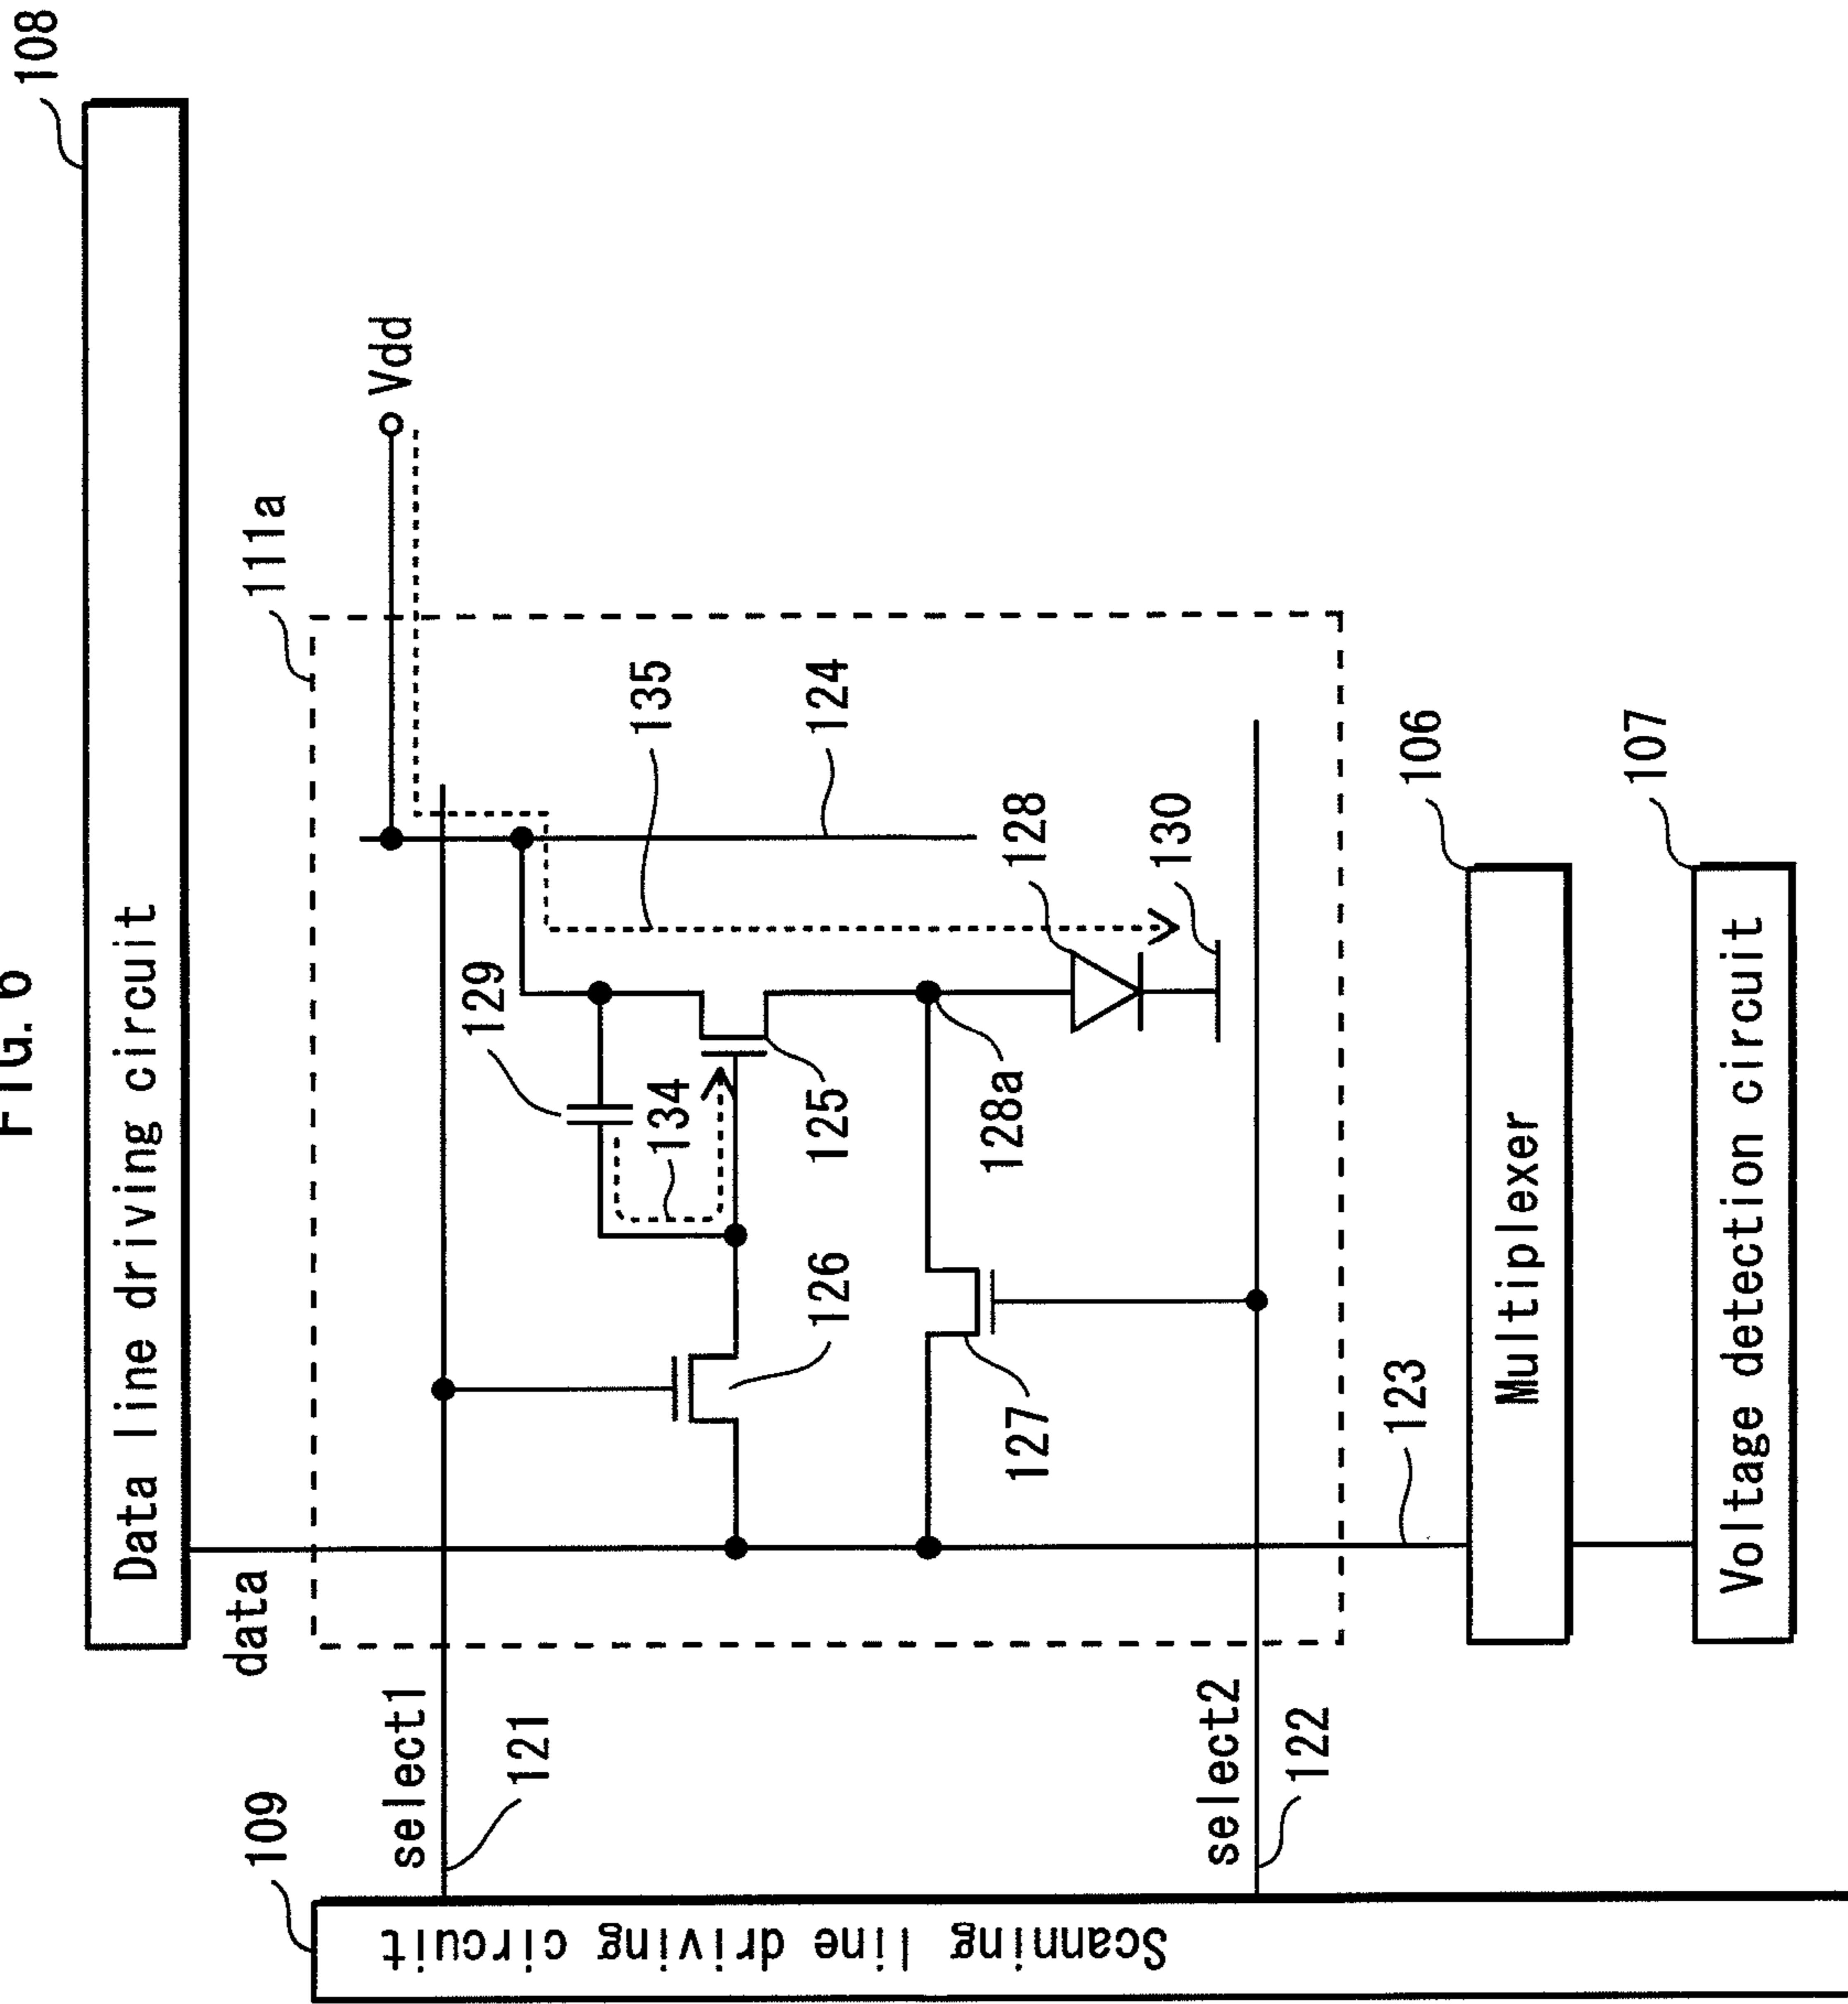 FIG. 6
108
Data line driving circuit
Vdd
111a
data
109
select1
121
Scanning line driving circuit
129
135
134
124
126
125
128
128a
130
127
select2
122
123
106
Multiplexer
107
Voltage detection circuit